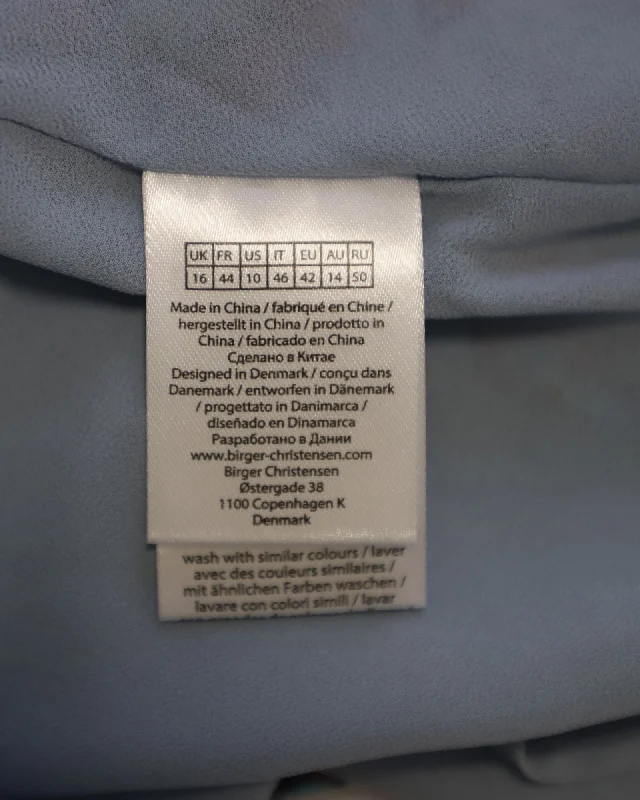 UK FR US IT EU AU RU
16 44 10 46 42 14 50
Made in China / fabriqué en Chine /
hergestellt in China / prodotto in
China / fabricado en China
Сделано в Китае
Designed in Denmark / conçu dans
Danemark / entworfen in Dänemark
/ progettato in Danimarca /
diseñado en Dinamarca
Разработано в Дании
www.birger-christensen.com
Birger Christensen
Østergade 38
1100 Copenhagen K
Denmark
wash with similar colours / laver
avec des couleurs similaires /
mit ähnlichen Farben waschen /
lavare con colori simili / lavar